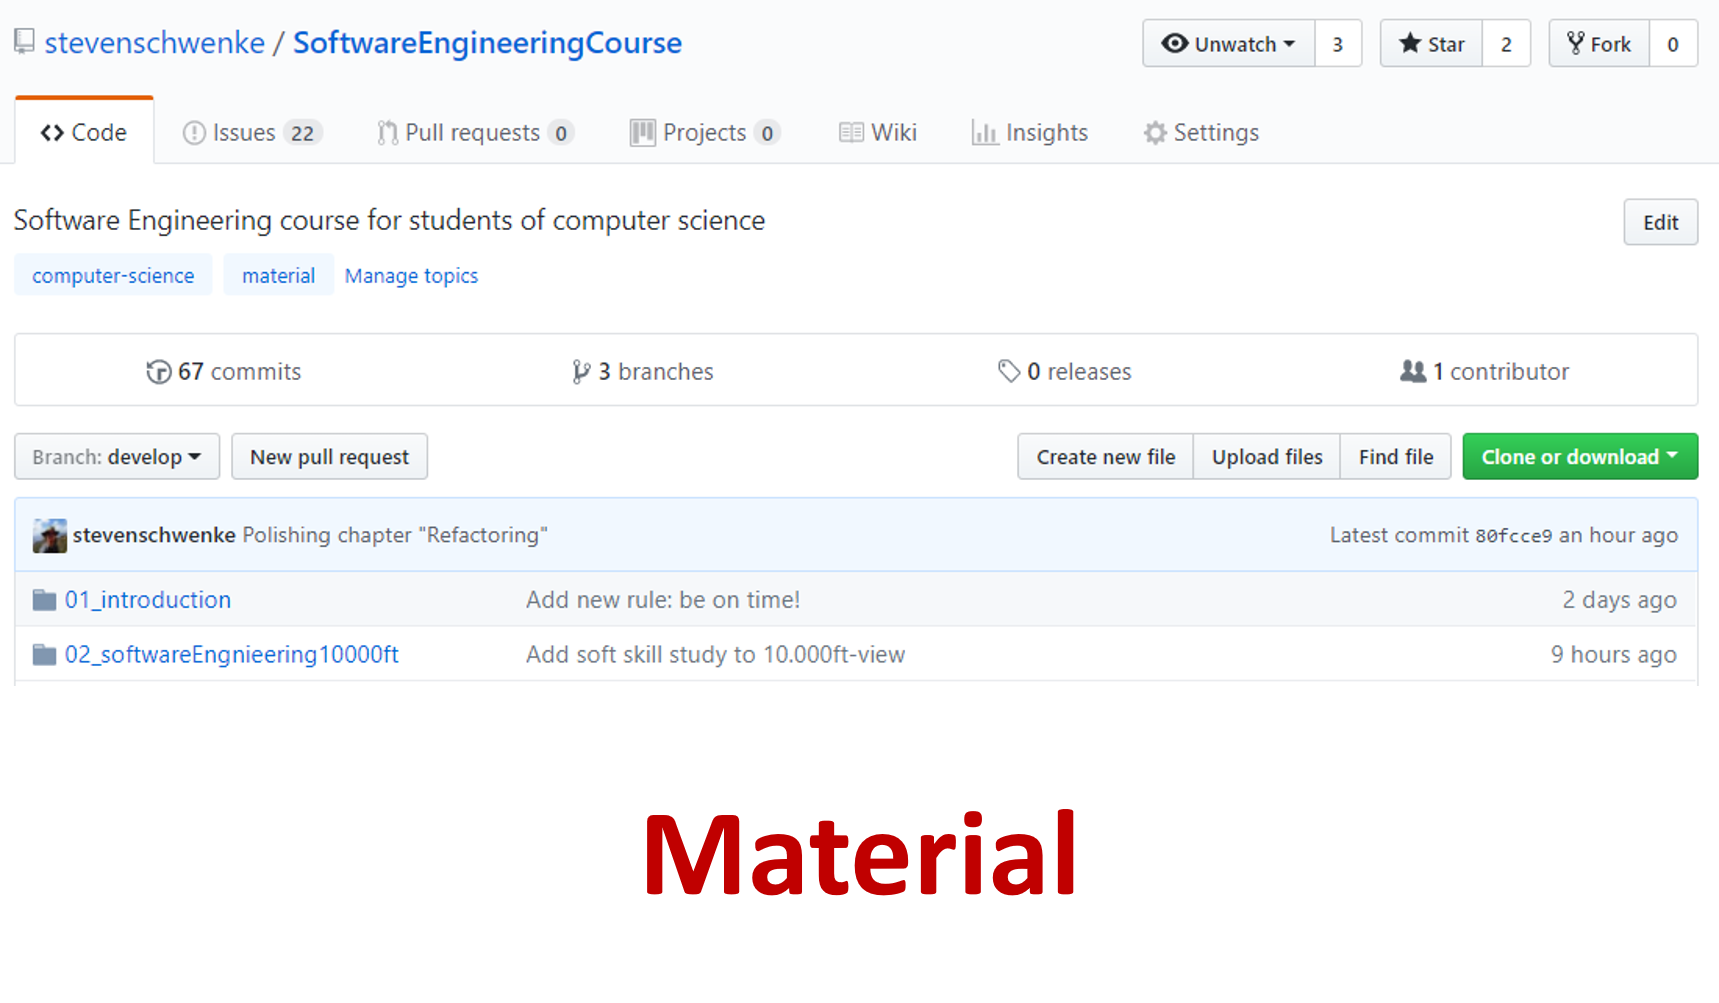 stevenschwenke / SoftwareEngineeringCourse Unwatch 3 Star 2 Fork 0
Code Issues 22 Pull requests 0 Projects 0 Wiki Insights Settings
Software Engineering course for students of computer science Edit
computer-science material Manage topics
67 commits 3 branches 0 releases 1 contributor
Branch: develop New pull request Create new file Upload files Find file Clone or download
stevenschwenke Polishing chapter "Refactoring" Latest commit 80fcce9 an hour ago
01_introduction Add new rule: be on time! 2 days ago
02_softwareEngnieering10000ft Add soft skill study to 10.000ft-view 9 hours ago
Material